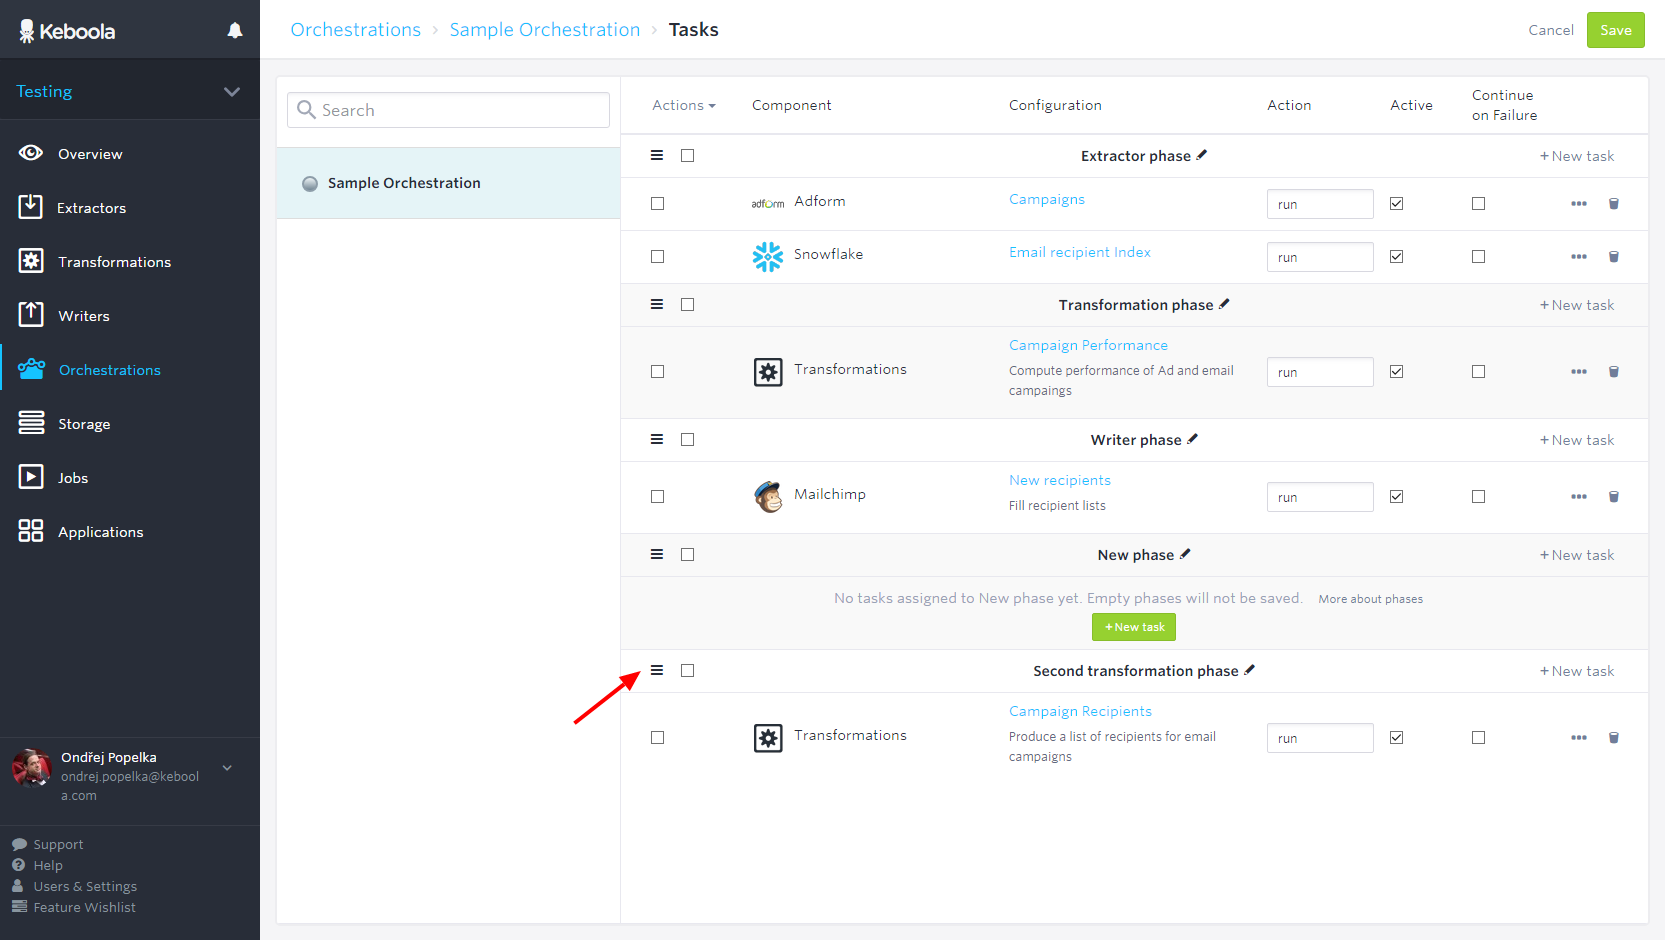 Keboola
Orchestrations › Sample Orchestration › Tasks
Cancel
Save
Testing
Overview
Extractors
Transformations
Writers
Orchestrations
Storage
Jobs
Applications
Ondřej Popelka
ondrej.popelka@kebool
a.com
Support
Help
Users & Settings
Feature Wishlist
Search
Sample Orchestration
Actions Component Configuration Action Active Continue
on Failure
Extractor phase + New task
adform Adform Campaigns run
Snowflake Email recipient Index run
Transformation phase + New task
Campaign Performance
Transformations Compute performance of Ad and email run
campaings
Writer phase + New task
New recipients
Mailchimp run
Fill recipient lists
New phase + New task
No tasks assigned to New phase yet. Empty phases will not be saved. More about phases
+ New task
Second transformation phase + New task
Campaign Recipients
Transformations Produce a list of recipients for email run
campaigns